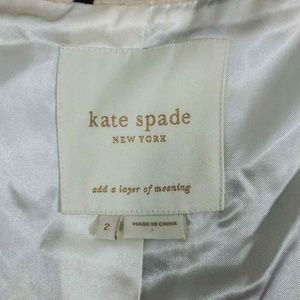 kate spade
NEW YORK
add a layer of meaning
2
MADE IN CHINA